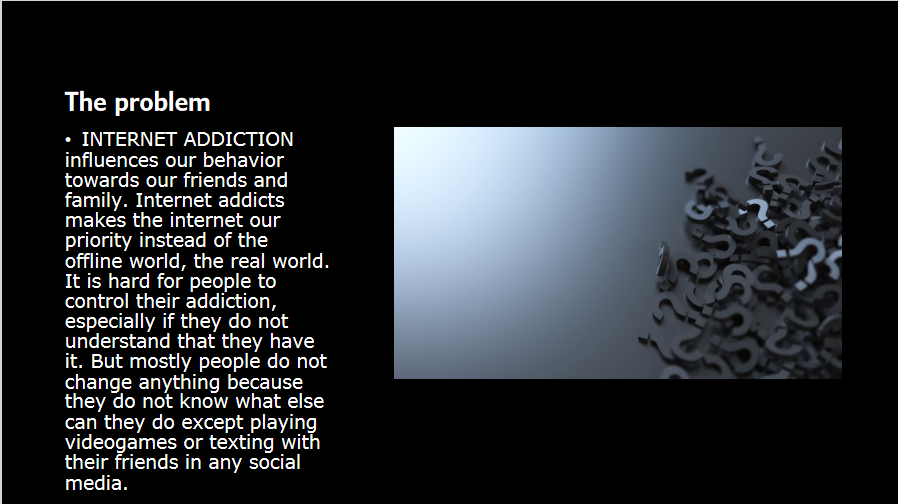 The problem
• INTERNET ADDICTION
influences our behavior
towards our friends and
family. Internet addicts
makes the internet our
priority instead of the
offline world, the real world.
It is hard for people to
control their addiction,
especially if they do not
understand that they have
it. But mostly people do not
change anything because
they do not know what else
can they do except playing
videogames or texting with
their friends in any social
media.